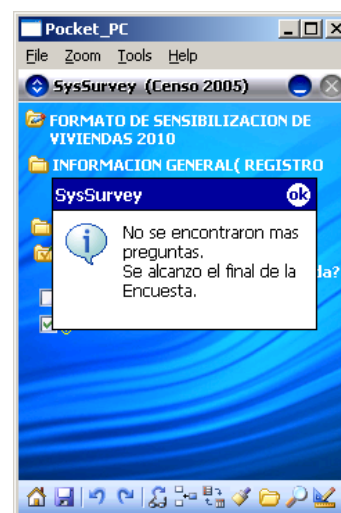 Pocket_PC
File Zoom Tools Help
SysSurvey (Censo 2005)
FORMATO DE SENSIBILIZACION DE
VIVIENDAS 2010
INFORMACION GENERAL( REGISTRO
SysSurvey
ok
No se encontraron mas
preguntas.
Se alcanzo el final de la
Encuesta.
da?